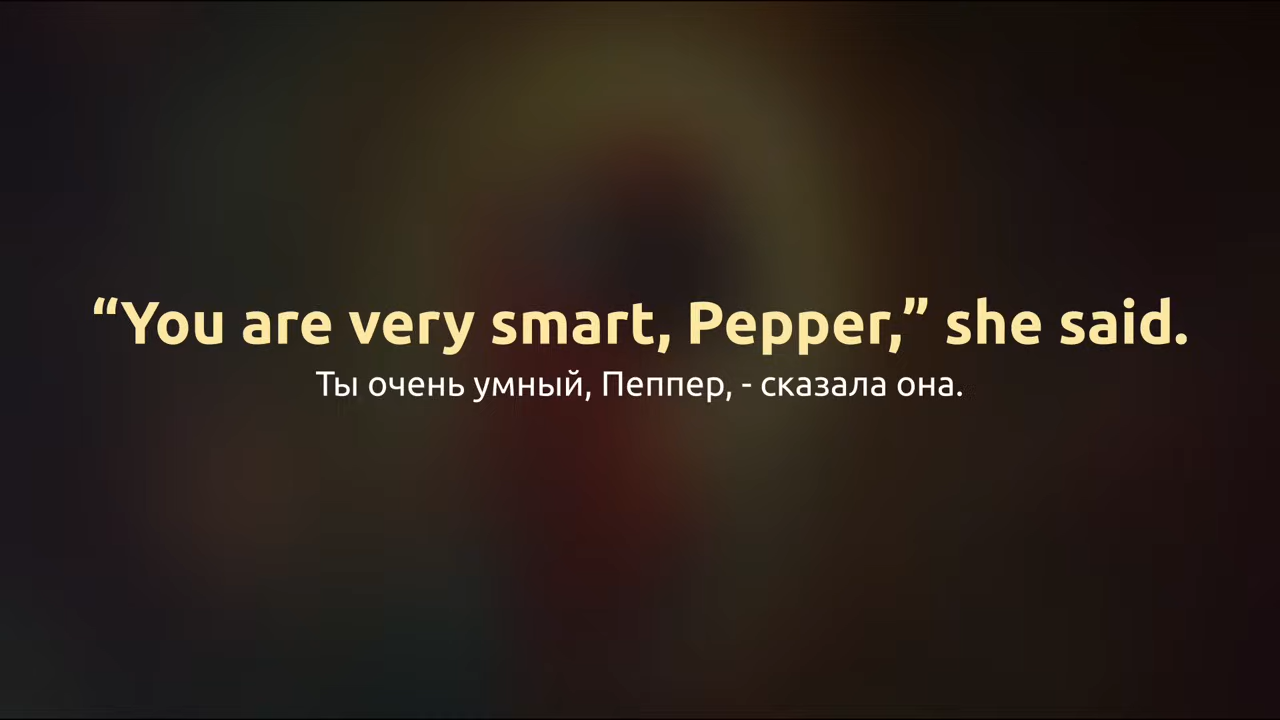 “You are very smart, Pepper,” she said.
Ты очень умный, Пеппер, - сказала она.